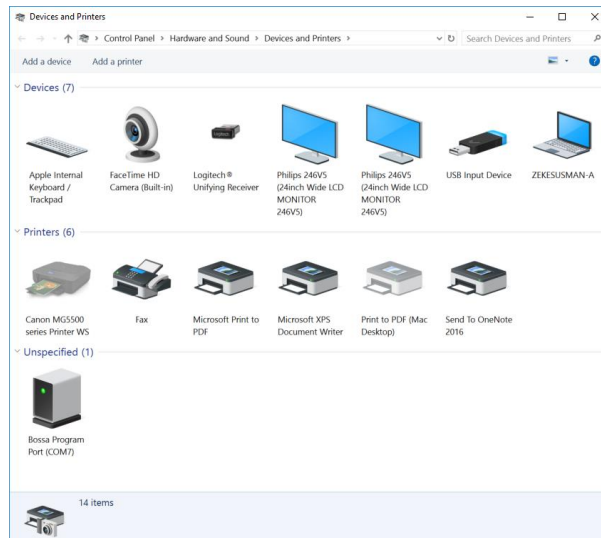 Devices and Printers
Control Panel > Hardware and Sound > Devices and Printers >
Search Devices and Printers
Add a device
Add a printer
Devices (7)
Apple Internal
Keyboard /
Trackpad
FaceTime HD
Camera (Built-in)
Logitech®
Unifying Receiver
Philips 246V5
(24inch Wide LCD
MONITOR
246V5)
Philips 246V5
(24inch Wide LCD
MONITOR
246V5)
USB Input Device
ZEKESUSMAN-A
Printers (6)
Canon MG5500
series Printer WS
Fax
Microsoft Print to
PDF
Microsoft XPS
Document Writer
Print to PDF (Mac
Desktop)
Send To OneNote
2016
Unspecified (1)
Bossa Program
Port (COM7)
14 items